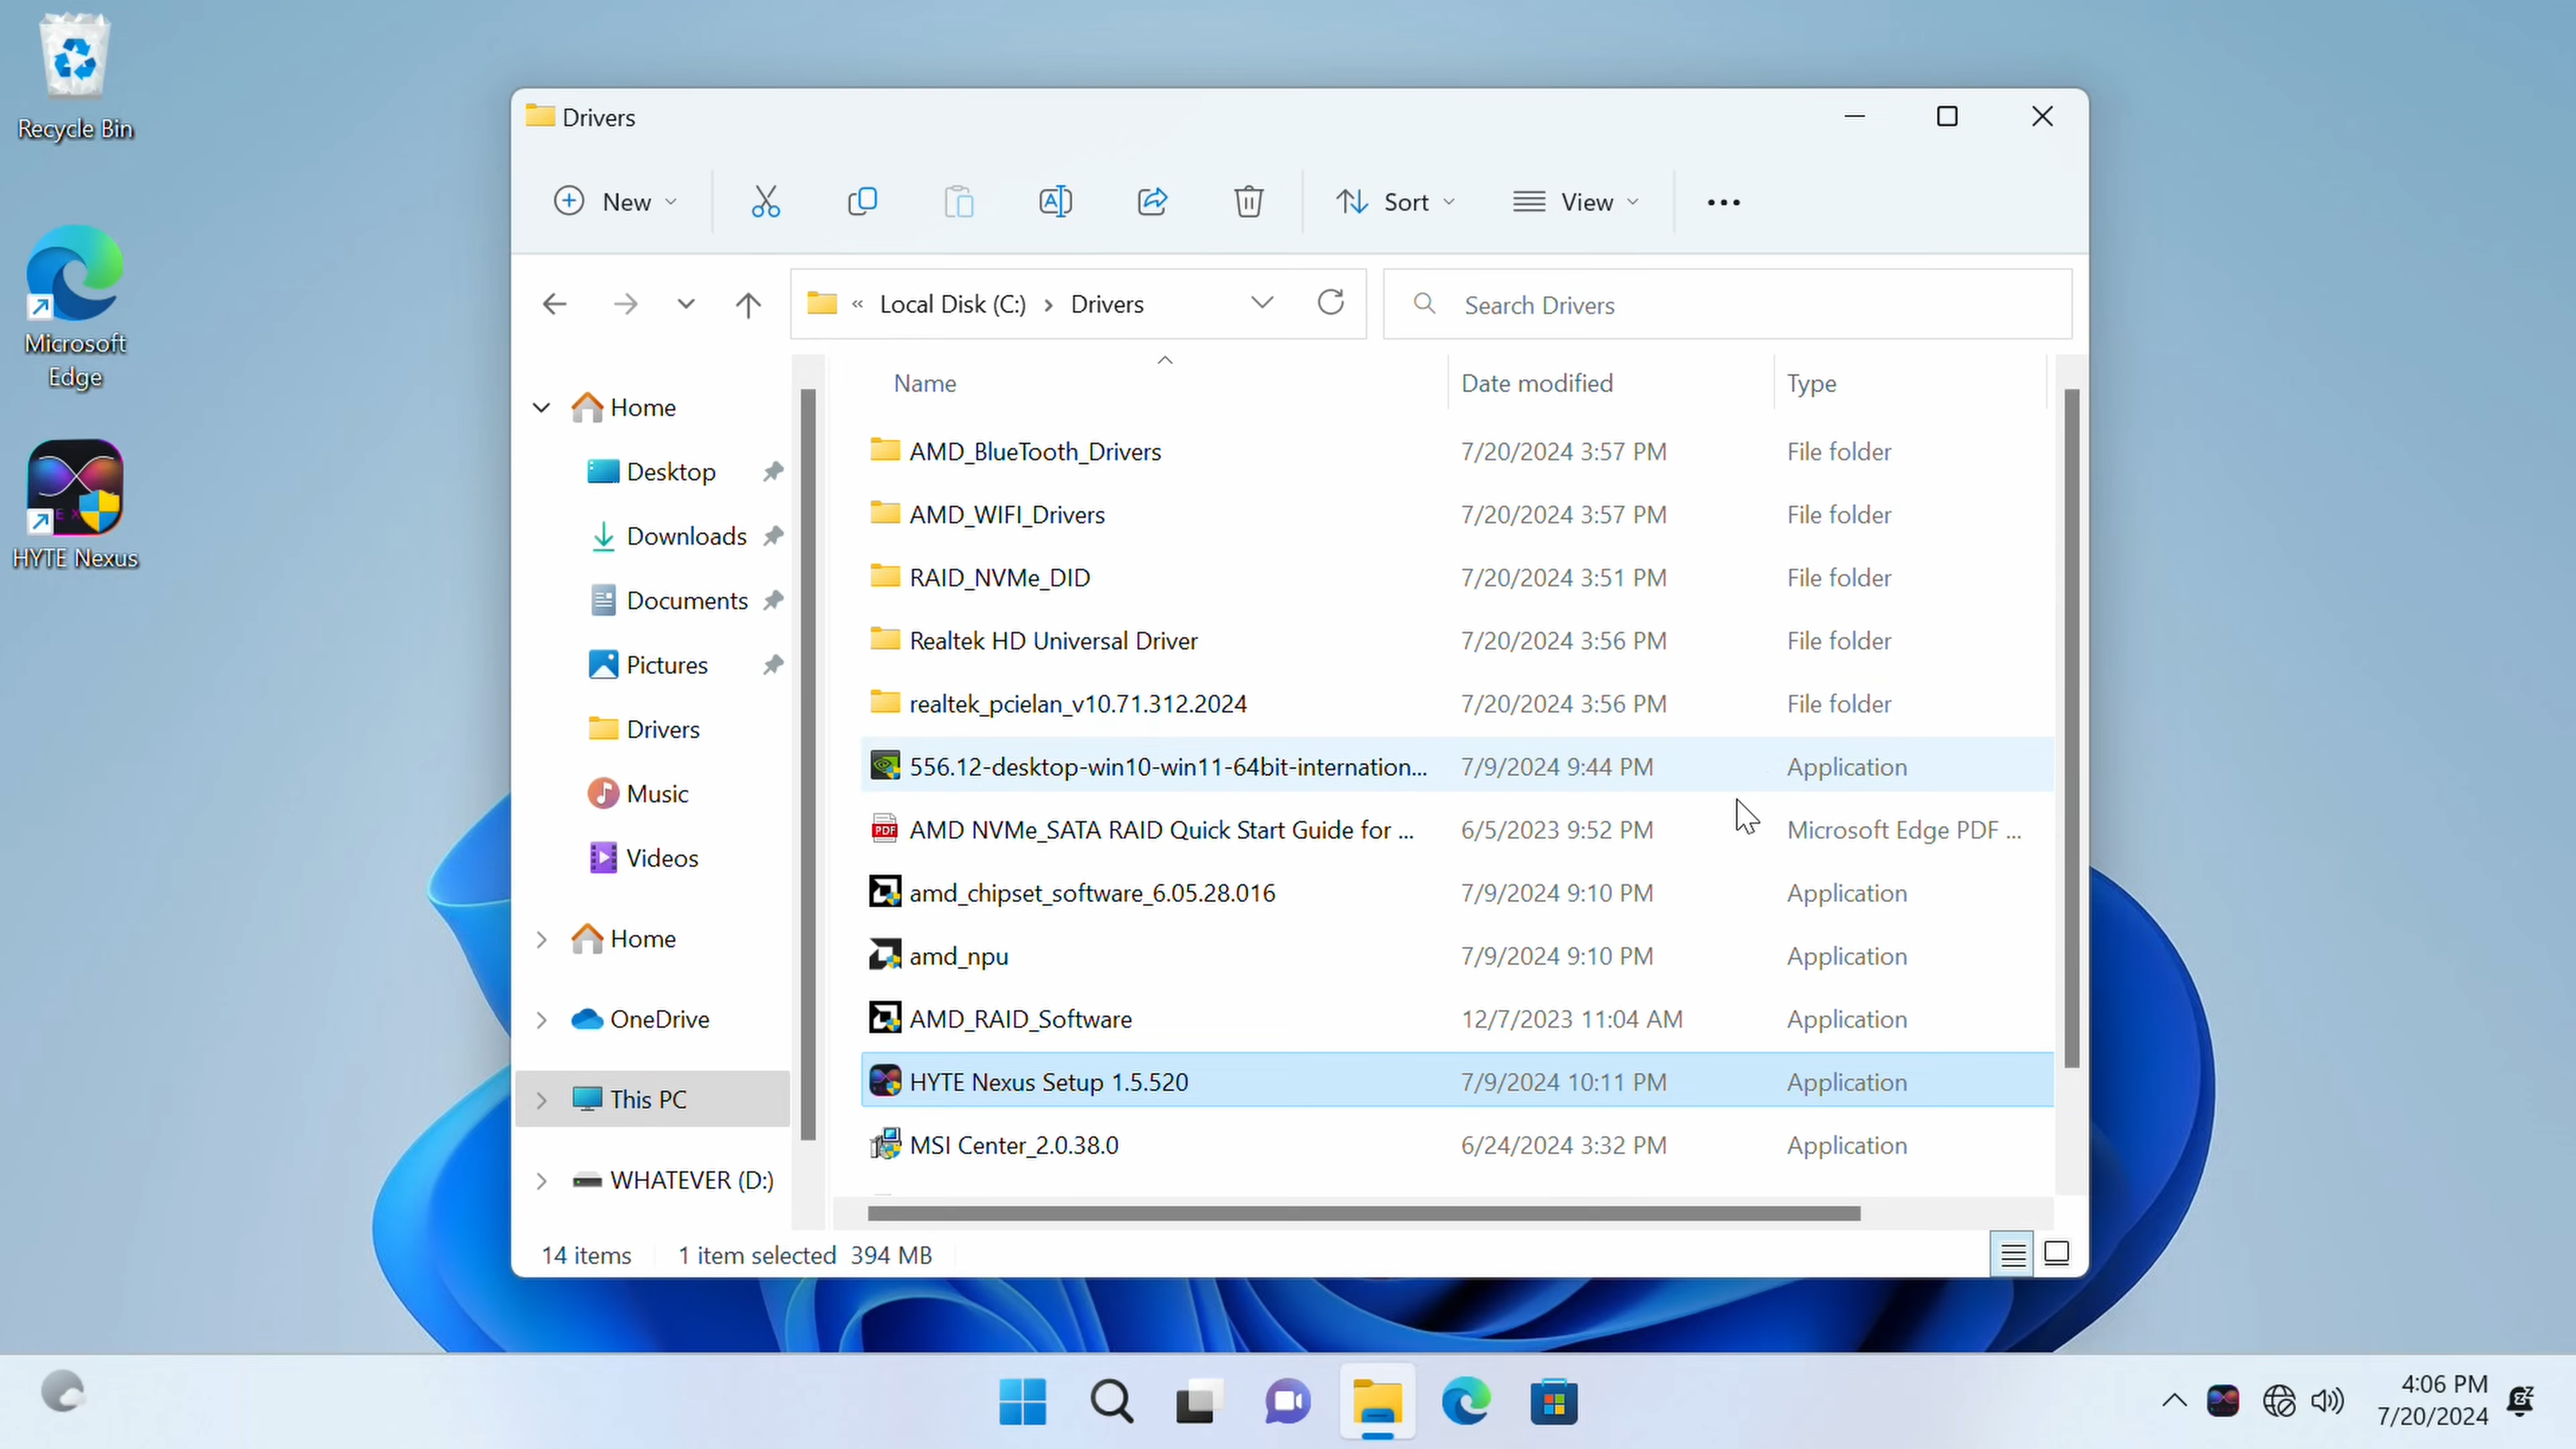 Recycle Bin
Microsoft
Edge
HYTE Nexus
Drivers
New
Sort
View
« Local Disk (C:) › Drivers
Search Drivers
Home
Desktop
Downloads
Documents
Pictures
Drivers
Music
Videos
Home
OneDrive
This PC
WHATEVER (D:)
Name Date modified Type
AMD_BlueTooth_Drivers 7/20/2024 3:57 PM File folder
AMD_WIFI_Drivers 7/20/2024 3:57 PM File folder
RAID_NVMe_DID 7/20/2024 3:51 PM File folder
Realtek HD Universal Driver 7/20/2024 3:56 PM File folder
realtek_pcielan_v10.71.312.2024 7/20/2024 3:56 PM File folder
556.12-desktop-win10-win11-64bit-internation... 7/9/2024 9:44 PM Application
PDF AMD NVMe_SATA RAID Quick Start Guide for ... 6/5/2023 9:52 PM Microsoft Edge PDF ...
amd_chipset_software_6.05.28.016 7/9/2024 9:10 PM Application
amd_npu 7/9/2024 9:10 PM Application
AMD_RAID_Software 12/7/2023 11:04 AM Application
HYTE Nexus Setup 1.5.520 7/9/2024 10:11 PM Application
MSI Center_2.0.38.0 6/24/2024 3:32 PM Application
14 items 1 item selected 394 MB
4:06 PM
7/20/2024